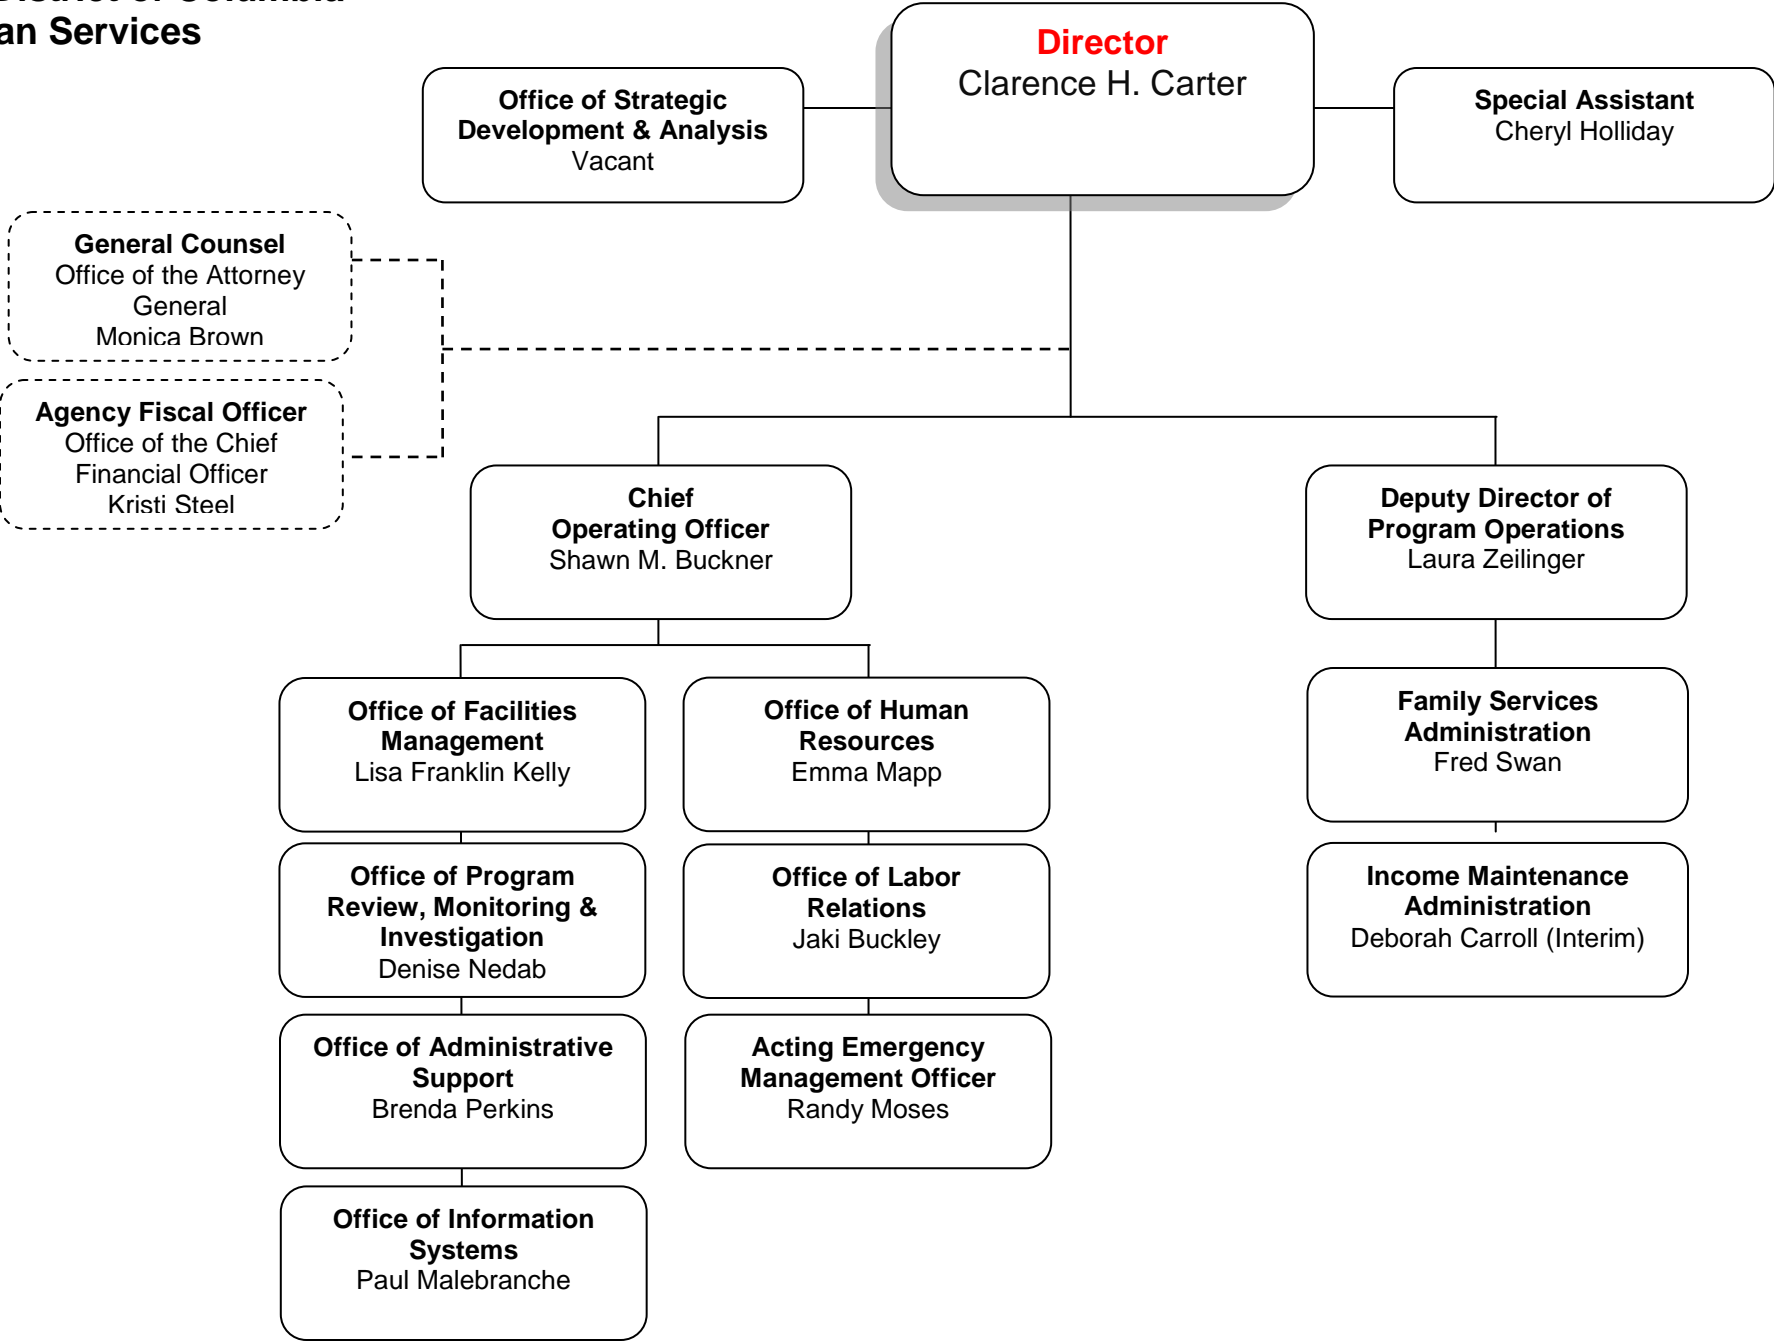 District of Columbia
an Services
Director
Clarence H. Carter
Office of Strategic
Development & Analysis
Vacant
Special Assistant
Cheryl Holliday
General Counsel
Office of the Attorney
General
Monica Brown
Agency Fiscal Officer
Office of the Chief
Financial Officer
Kristi Steel
Chief
Operating Officer
Shawn M. Buckner
Deputy Director of
Program Operations
Laura Zeilinger
Office of Facilities
Management
Lisa Franklin Kelly
Office of Human
Resources
Emma Mapp
Family Services
Administration
Fred Swan
Office of Program
Review, Monitoring &
Investigation
Denise Nedab
Office of Labor
Relations
Jaki Buckley
Income Maintenance
Administration
Deborah Carroll (Interim)
Office of Administrative
Support
Brenda Perkins
Acting Emergency
Management Officer
Randy Moses
Office of Information
Systems
Paul Malebranche